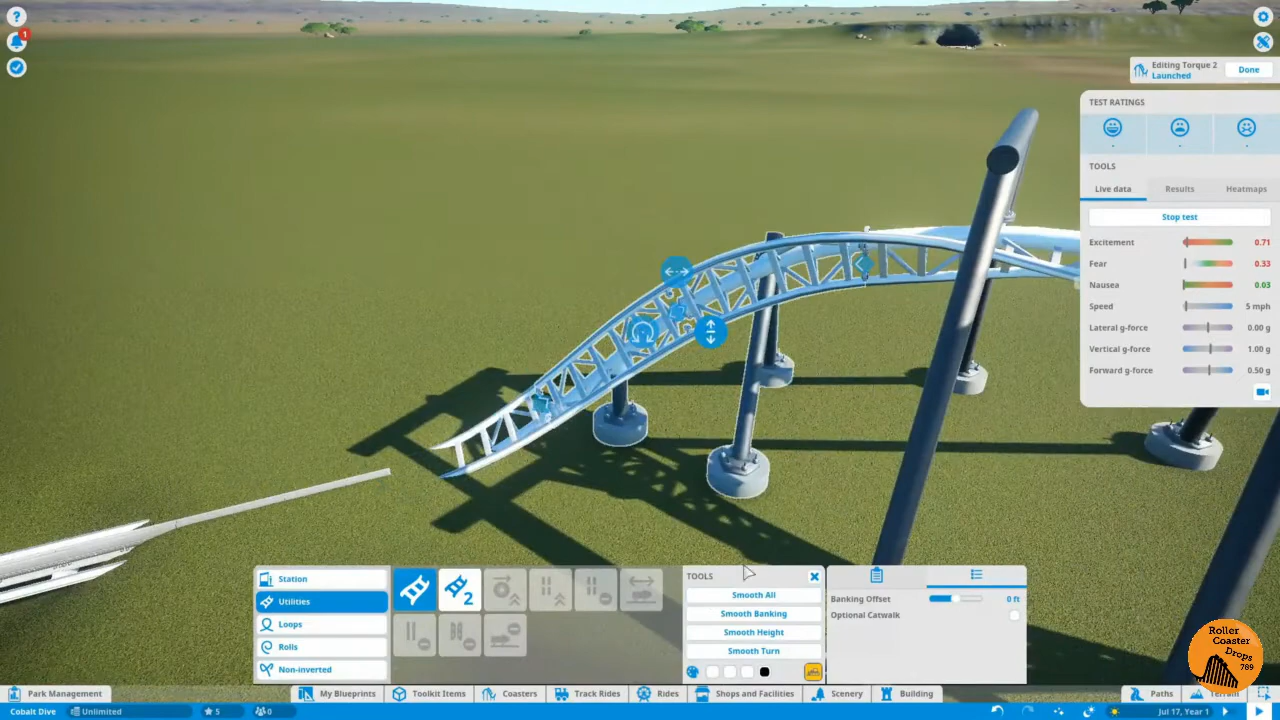 ?
1
Editing Torque 2
Launched
Done
TEST RATINGS
- - -
TOOLS
Live data Results Heatmaps
Stop test
Excitement 0.71
Fear 0.33
Nausea 0.03
Speed 5 mph
Lateral g-force 0.00 g
Vertical g-force 1.00 g
Forward g-force 0.50 g
Station
Utilities
Loops
Rolls
Non-inverted
2
TOOLS
Smooth All
Smooth Banking
Smooth Height
Smooth Turn
Banking Offset 0 ft
Optional Catwalk
Roller
Coaster
Drops
789
Park Management My Blueprints Toolkit Items Coasters Track Rides Rides Shops and Facilities Scenery Building Paths Terrain
Cobalt Dive Unlimited 5 0 Jul 17, Year 1